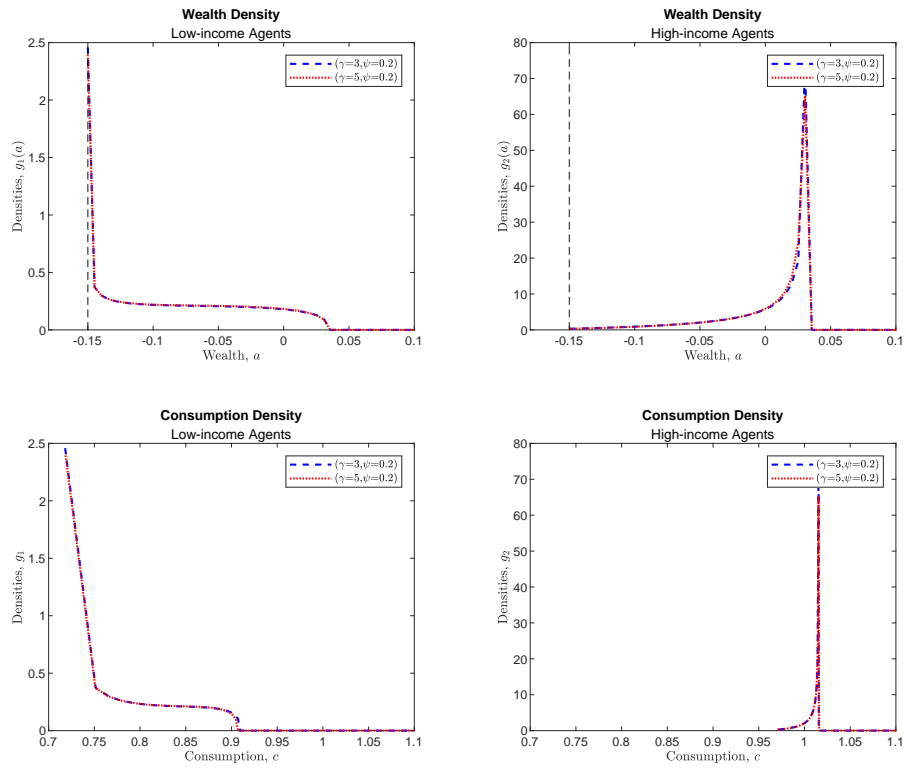 Wealth Density
Low-income Agents
2.5
2
1.5
1
0.5
0
Densities, g₁(a)
(γ=3,ψ=0.2)
(γ=5,ψ=0.2)
-0.15
-0.1
-0.05
0
0.05
0.1
Wealth, a
Wealth Density
High-income Agents
80
70
60
50
40
30
20
10
0
Densities, g₂(a)
(γ=3,ψ=0.2)
(γ=5,ψ=0.2)
-0.15
-0.1
-0.05
0
0.05
0.1
Wealth, a
Consumption Density
Low-income Agents
2.5
2
1.5
1
0.5
0
Densities, g₁
(γ=3,ψ=0.2)
(γ=5,ψ=0.2)
0.7
0.75
0.8
0.85
0.9
0.95
1
1.05
1.1
Consumption, c
Consumption Density
High-income Agents
80
70
60
50
40
30
20
10
0
Densities, g₂
(γ=3,ψ=0.2)
(γ=5,ψ=0.2)
0.7
0.75
0.8
0.85
0.9
0.95
1
1.05
1.1
Consumption, c